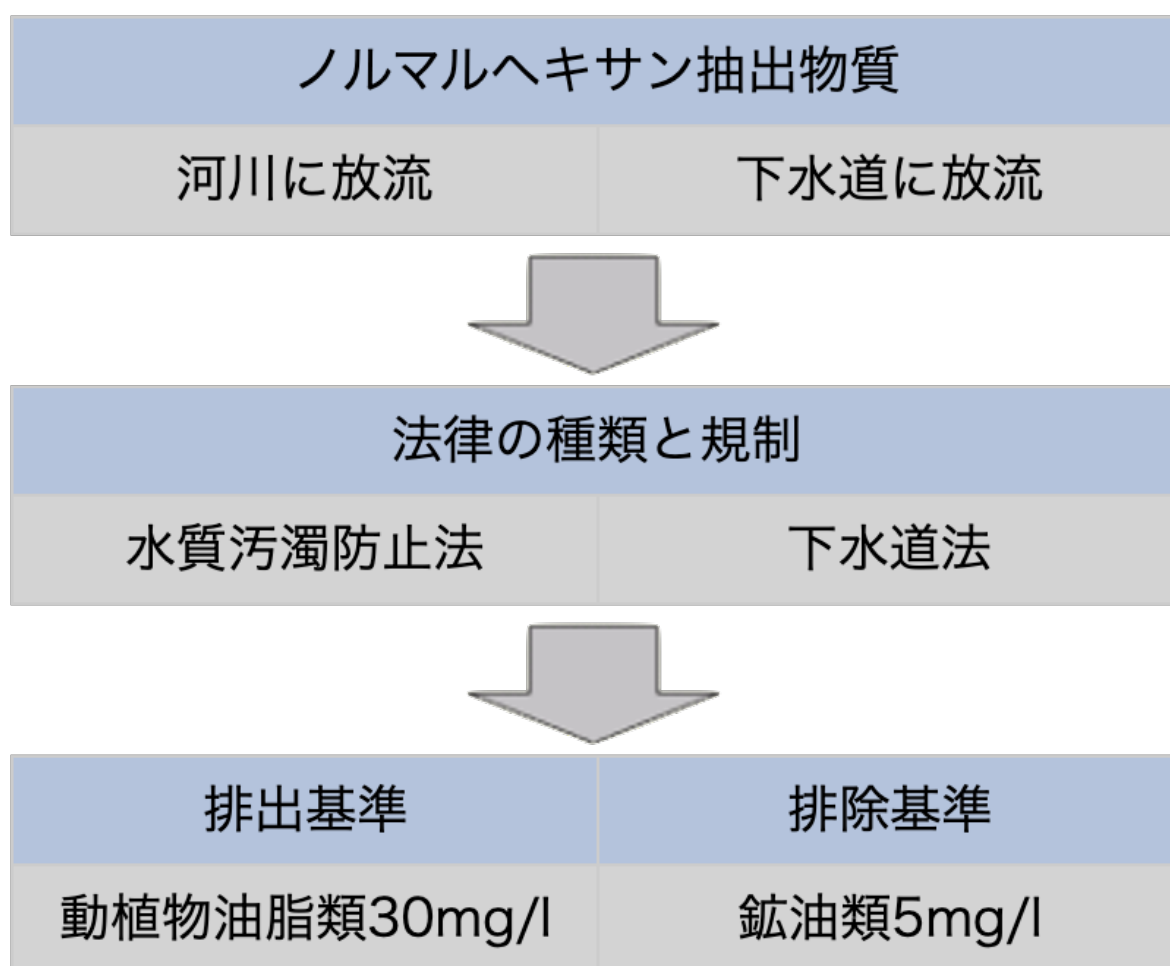 ノルマルヘキサン抽出物質
河川に放流 下水道に放流
法律の種類と規制
水質汚濁防止法 下水道法
排出基準 排除基準
動植物油脂類30mg/l 鉱油類5mg/l